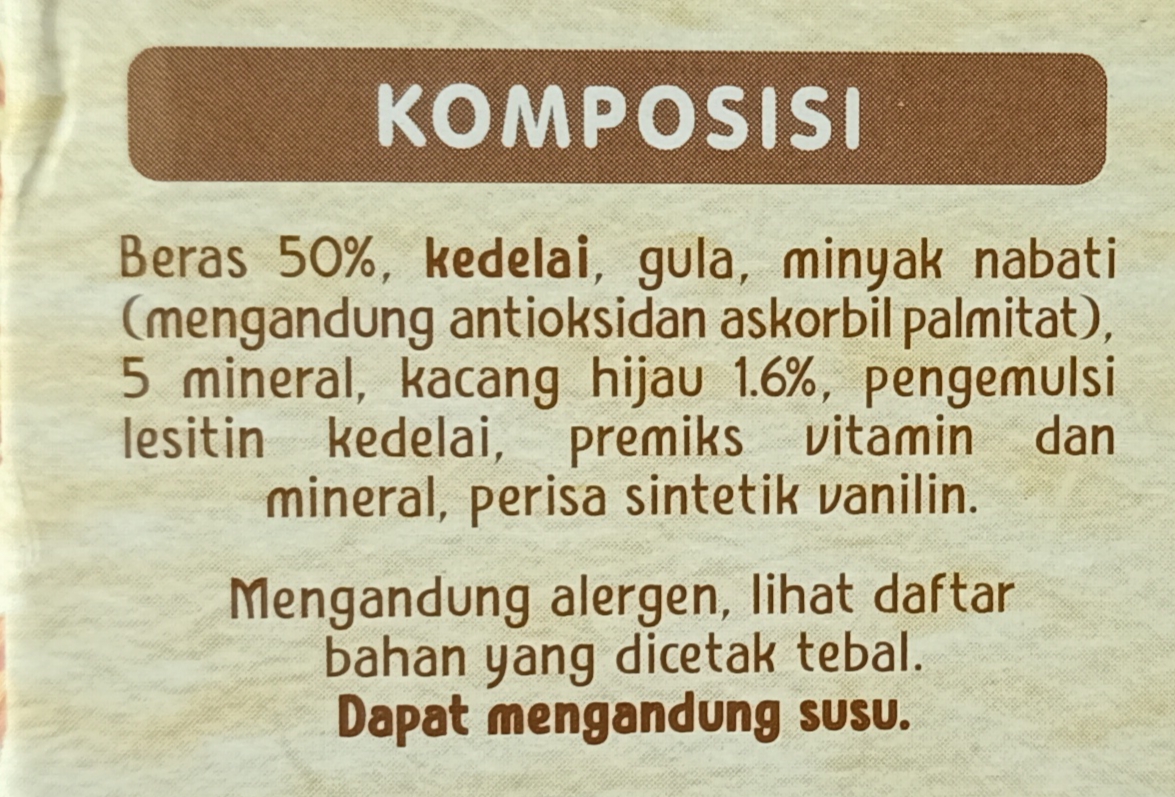 KOMPOSISI
Beras 50%, kedelai, gula, minyak nabati
(mengandung antioksidan askorbil palmitat),
5 mineral, kacang hijau 1.6%, pengemulsi
lesitin kedelai, premiks vitamin dan
mineral, perisa sintetik vanilin.
Mengandung alergen, lihat daftar
bahan yang dicetak tebal.
Dapat mengandung susu.